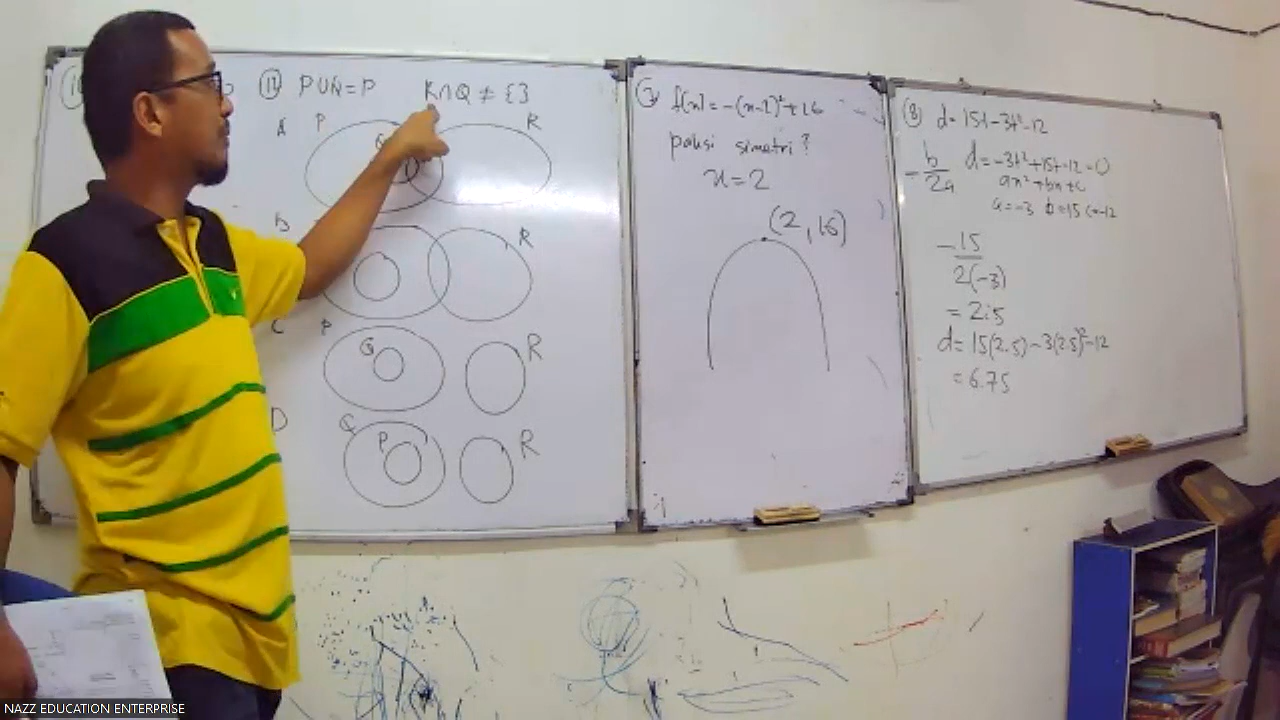 11 P∪Q=P R∩Q ≠ {}
A P Q R
B R
C P Q R
D Q P R
7 f(x) = -(x-2)²+16
paksi simetri?
x=2
(2,16)
8 d=15t-3t²-12
-b/2a d=-3t²+15t-12=0
ax²+bx+c
a=-3 b=15 c=-12
-15
2(-3)
= 2.5
d= 15(2.5)-3(2.5)²-12
= 6.75
NAZZ EDUCATION ENTERPRISE